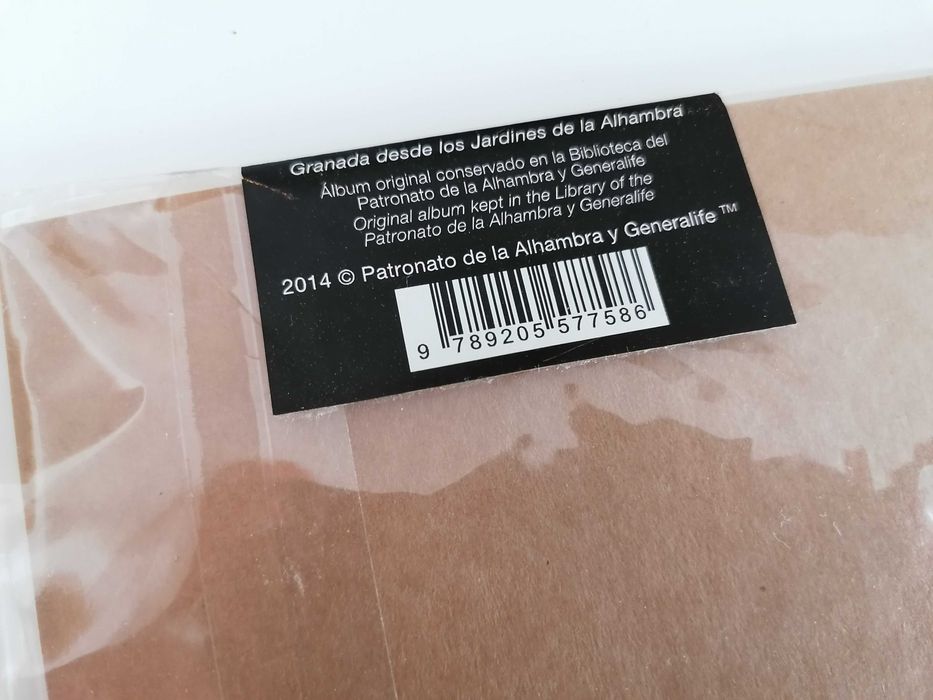 Granada desde los Jardines de la Alhambra
Álbum original conservado en la Biblioteca del
Patronato de la Alhambra y Generalife
Original album kept in the Library of the
Patronato de la Alhambra y Generalife
2014 © Patronato de la Alhambra y Generalife™
9 789205 577586